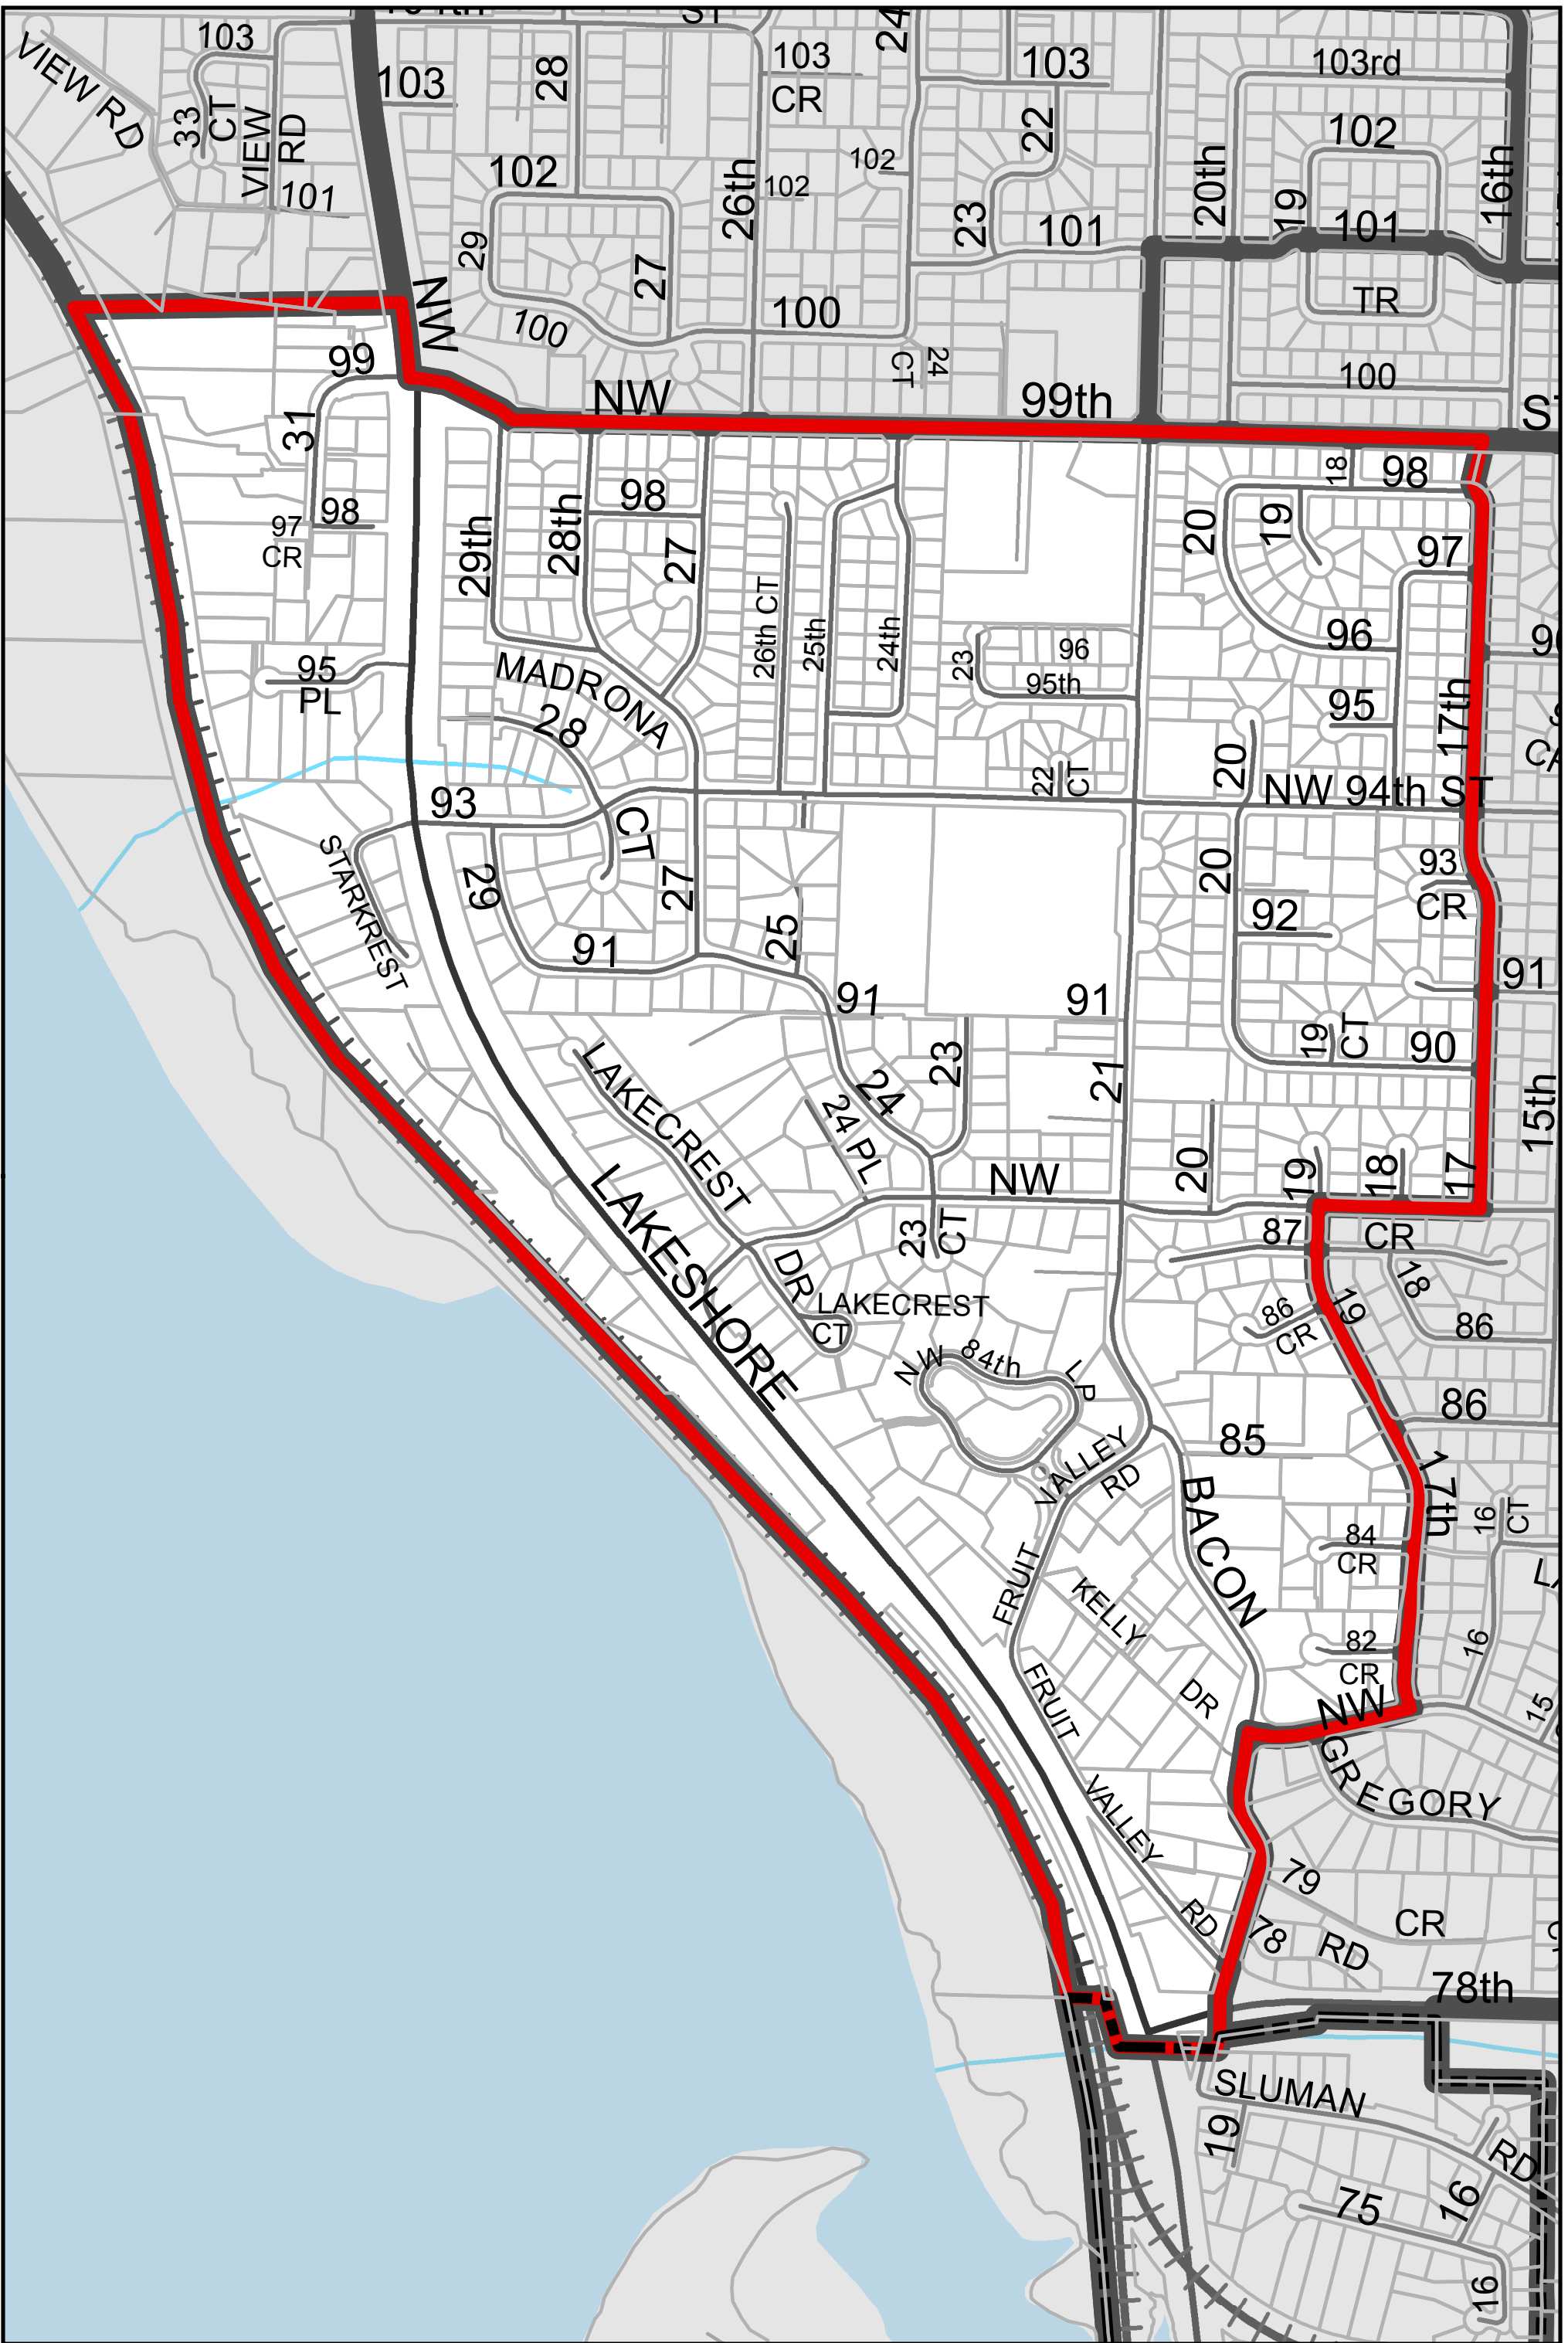 103
VIEW RD
33
CT
VIEW
RD
101
103
28
24
103
CR
103
22
103rd
102
102
102
102
26th
20th
19
16th
29
27
23
101
101
TR
100
100
24
CT
100
NW
NW
99th
99
31
98
97
CR
29th
28th
98
27
26th CT
25th
24th
18
98
20
19
97
96
96
23
95th
95
PL
MADRONA
28
95
17th
20
22
CT
NW 94th ST
93
CT
STARKREST
29
27
91
25
20
93
CR
92
91
91
91
19
CT
90
21
15th
LAKECREST
24
23
24 PL
NW
20
19
18
17
LAKESHORE
23
CT
87
CR
18
DR
LAKECREST
CT
86
CR
19
86
NW
84th
LP
86
85
VALLEY
RD
BACON
17th
16
CT
84
CR
FRUIT
KELLY
82
CR
16
FRUIT
DR
NW
15
GREGORY
VALLEY
79
CR
RD
78
RD
78th
SLUMAN
RD
19
75
16
16